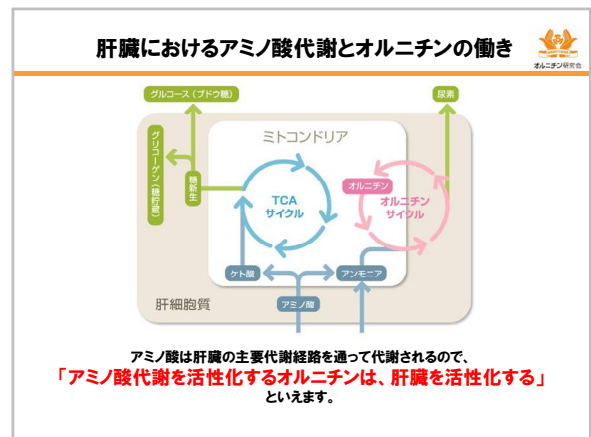 肝臓におけるアミノ酸代謝とオルニチンの働き
オルニチン研究会
グルコース(ブドウ糖)
尿素
グリコーゲン(糖貯蔵)
糖新生
ミトコンドリア
TCA
サイクル
オルニチン
オルニチン
サイクル
ケト酸
アンモニア
アミノ酸
肝細胞質
アミノ酸は肝臓の主要代謝経路を通って代謝されるので、
「アミノ酸代謝を活性化するオルニチンは、肝臓を活性化する」
といえます。